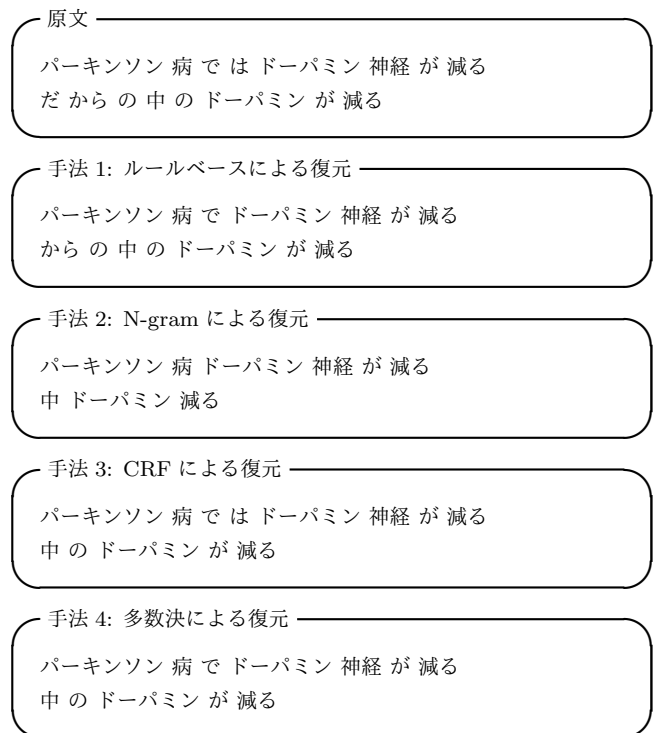 原文
パーキンソン 病 で は ドーパミン 神経 が 減る
だ から の 中 の ドーパミン が 減る
手法 1: ルールベースによる復元
パーキンソン 病 で ドーパミン 神経 が 減る
から の 中 の ドーパミン が 減る
手法 2: N-gram による復元
パーキンソン 病 ドーパミン 神経 が 減る
中 ドーパミン 減る
手法 3: CRF による復元
パーキンソン 病 で は ドーパミン 神経 が 減る
中 の ドーパミン が 減る
手法 4: 多数決による復元
パーキンソン 病 で ドーパミン 神経 が 減る
中 の ドーパミン が 減る